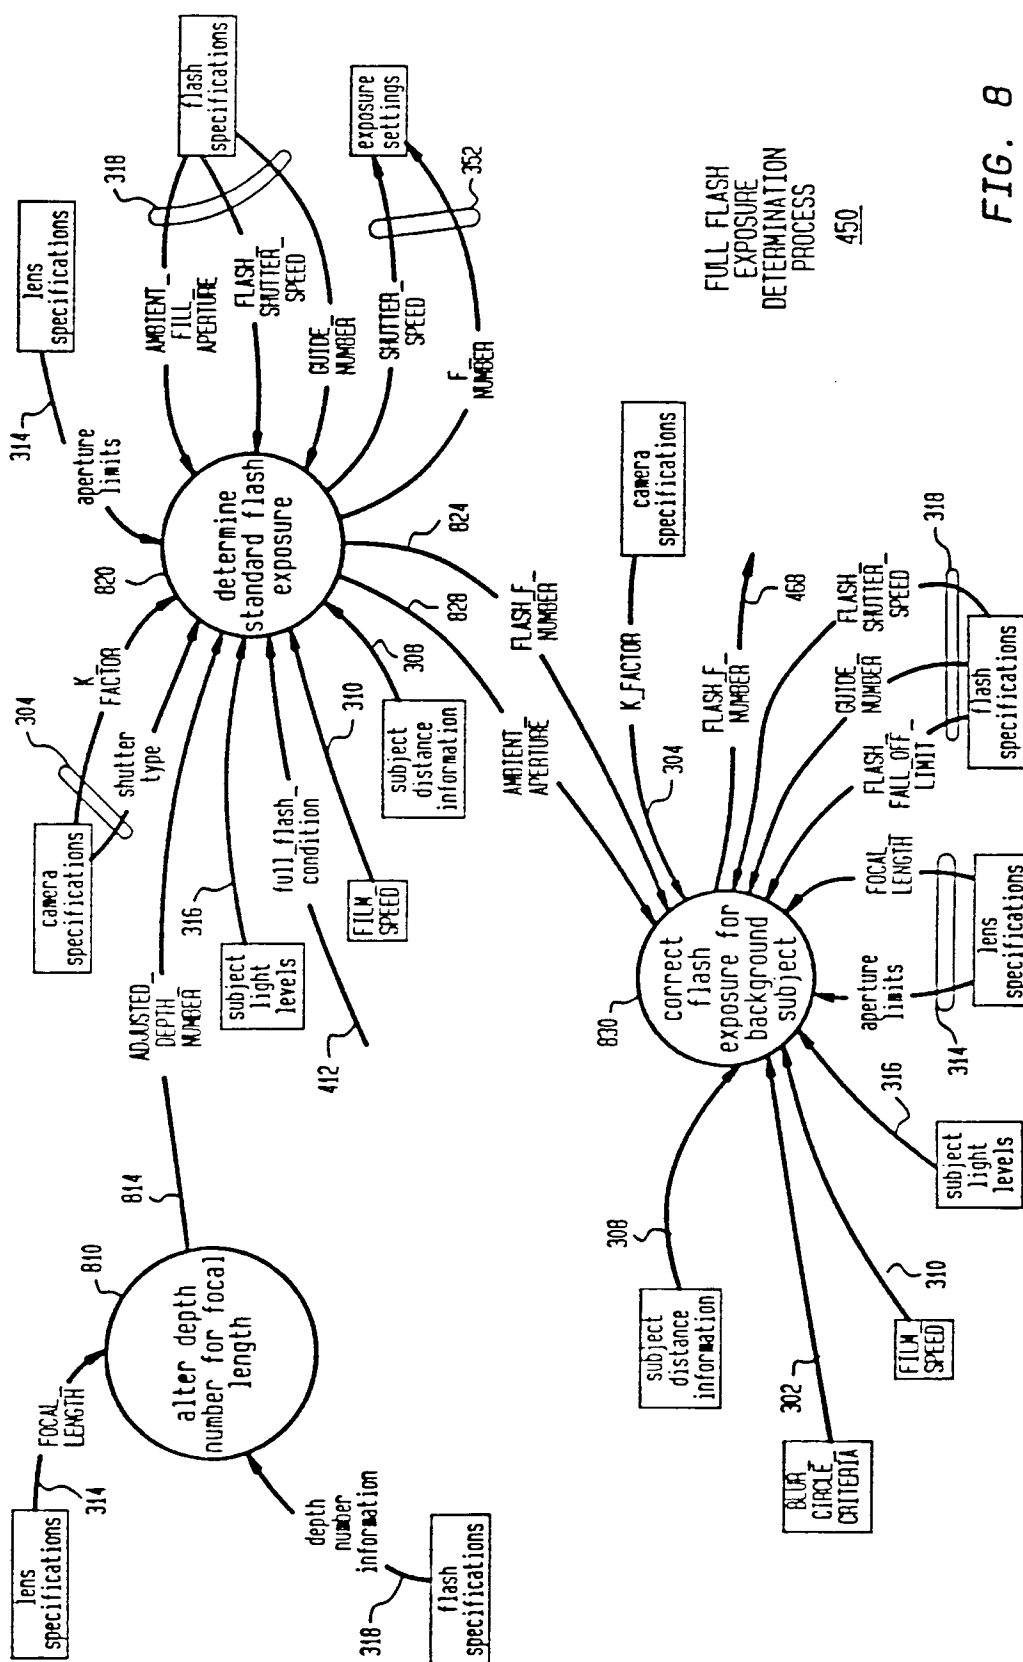 lens
specifications
314
FOCAL_
LENGTH
810
alter depth
number for focal
length
depth
number
information
318
flash
specifications
814
ADJUSTED_
DEPTH_
NUMBER
camera
specifications
304
K_
FACTOR
shutter
type
820
316
subject
light
levels
full_flash_
condition
412
FILM_
SPEED
310
308
subject
distance
information
determine
standard flash
exposure
aperture
limits
314
lens
specifications
AMBIENT_
FILL_
APERTURE
FLASH_
SHUTTER_
SPEED
GUIDE_
NUMBER
318
flash
specifications
SHUTTER_
SPEED
F_
NUMBER
exposure
settings
352
824
828
FLASH_F_
NUMBER
AMBIENT_
APERTURE
FULL FLASH
EXPOSURE
DETERMINATION
PROCESS
450
830
correct
flash
exposure for
background
subject
K_FACTOR
304
camera
specifications
FLASH_F_
NUMBER
468
FLASH_
SHUTTER_
SPEED
GUIDE_
NUMBER
FLASH_
FALL_OFF_
LIMIT
318
flash
specifications
FOCAL_
LENGTH
aperture
limits
314
lens
specifications
316
subject
light
levels
308
subject
distance
information
310
FILM_
SPEED
302
BLUR_
CIRCLE_
CRITERIA
FIG. 8